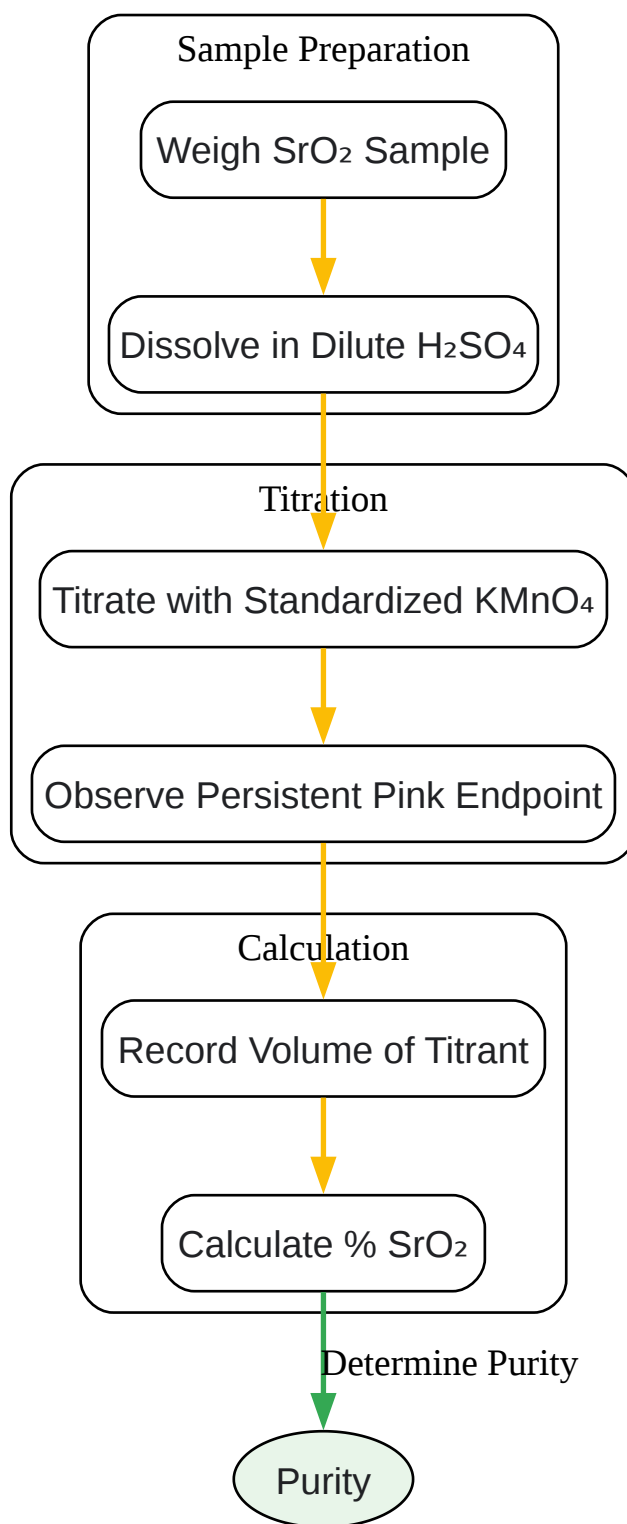 Sample Preparation
Weigh SrO₂ Sample
Dissolve in Dilute H₂SO₄
Titration
Titrate with Standardized KMnO₄
Observe Persistent Pink Endpoint
Calculation
Record Volume of Titrant
Calculate % SrO₂
Determine Purity
Purity